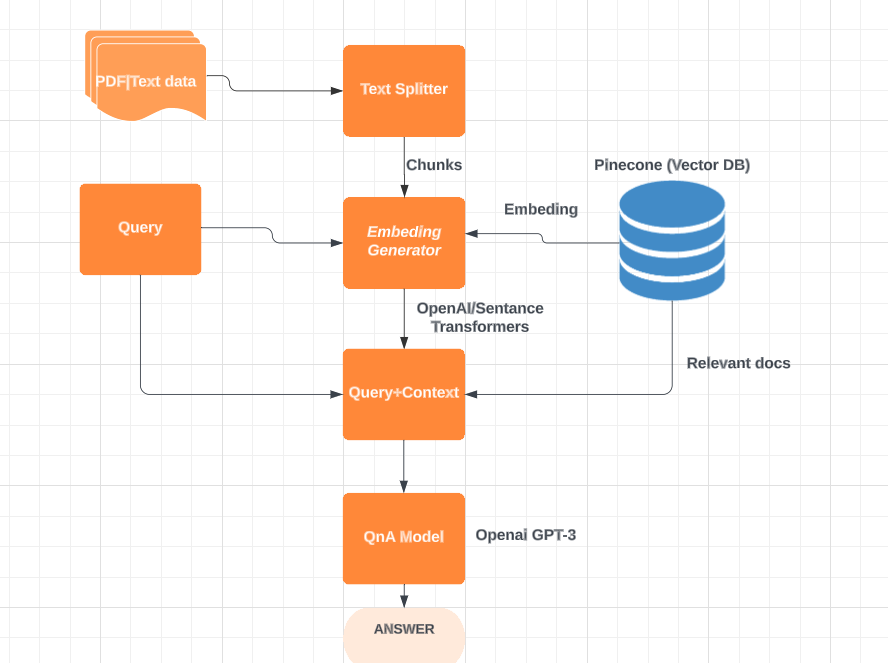 PDF|Text data
Text Splitter
Chunks
Pinecone (Vector DB)
Query
Embeding
Generator
Embeding
OpenAI/Sentance
Transformers
Relevant docs
Query+Context
QnA Model
Openai GPT-3
ANSWER